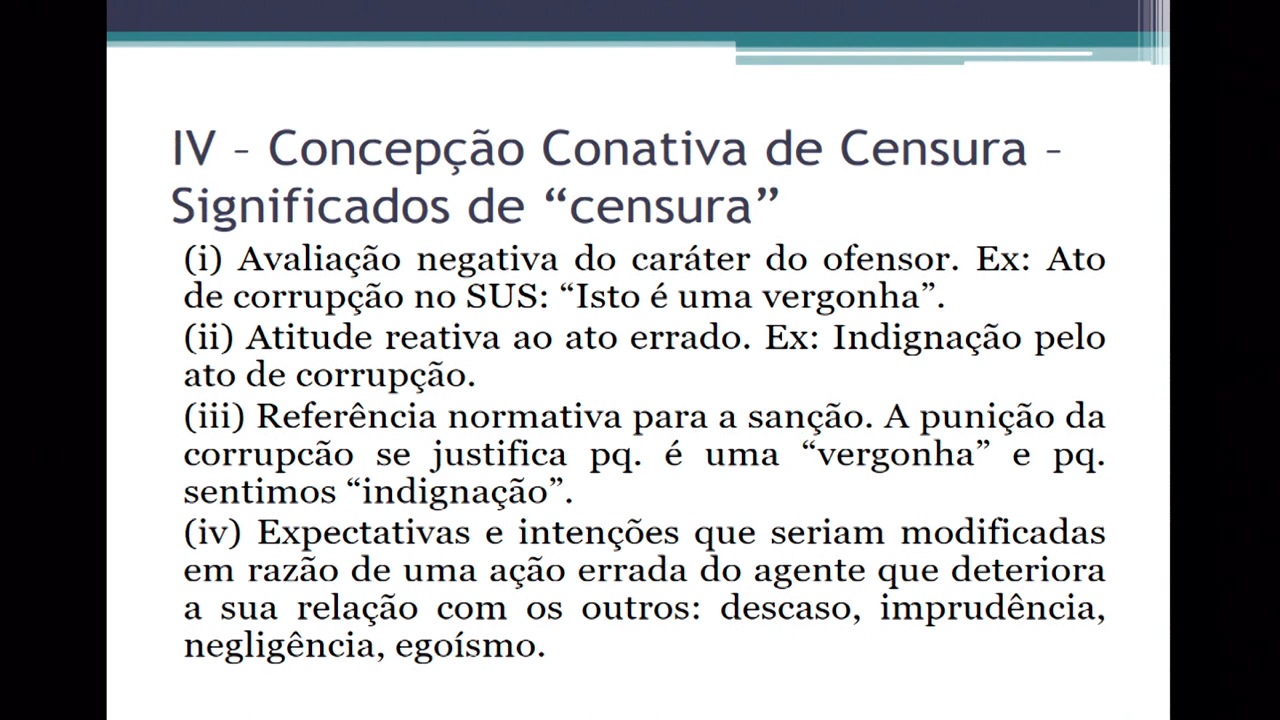 IV – Concepção Conativa de Censura –
Significados de “censura”
(i) Avaliação negativa do caráter do ofensor. Ex: Ato
de corrupção no SUS: “Isto é uma vergonha”.
(ii) Atitude reativa ao ato errado. Ex: Indignação pelo
ato de corrupção.
(iii) Referência normativa para a sanção. A punição da
corrupcão se justifica pq. é uma “vergonha” e pq.
sentimos “indignação”.
(iv) Expectativas e intenções que seriam modificadas
em razão de uma ação errada do agente que deteriora
a sua relação com os outros: descaso, imprudência,
negligência, egoísmo.